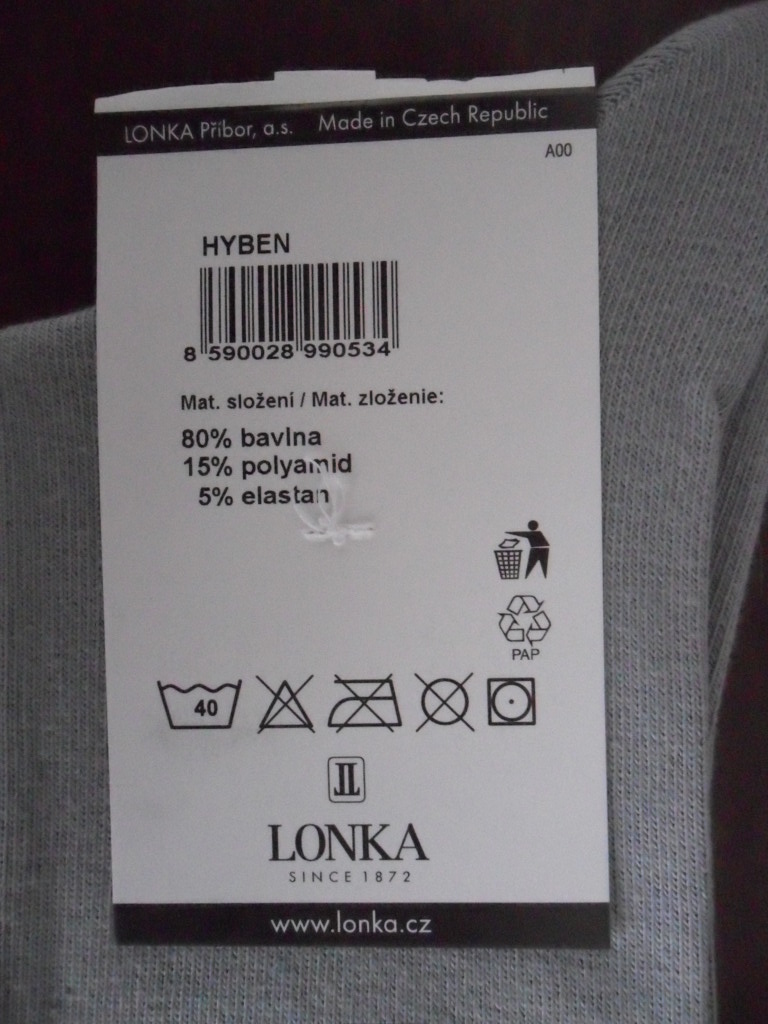 LONKA Příbor, a.s. Made in Czech Republic
A00
HYBEN
8 590028 990534
Mat. složení / Mat. zloženie:
80% bavlna
15% polyamid
5% elastan
PAP
40
LONKA
SINCE 1872
www.lonka.cz